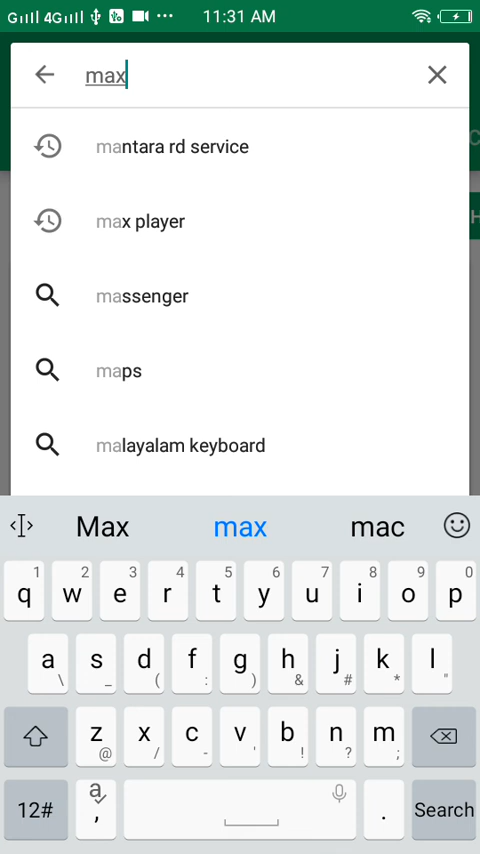 4G 11:31 AM
max
mantara rd service
max player
massenger
maps
malayalam keyboard
Max max mac
1 2 3 4 5 6 7 8 9 0
q w e r t y u i o p
a s d f g h j k l
\ _ ( : ) & # * "
z x c v b n m
@ / - ' ! ? ;
12# a , . Search